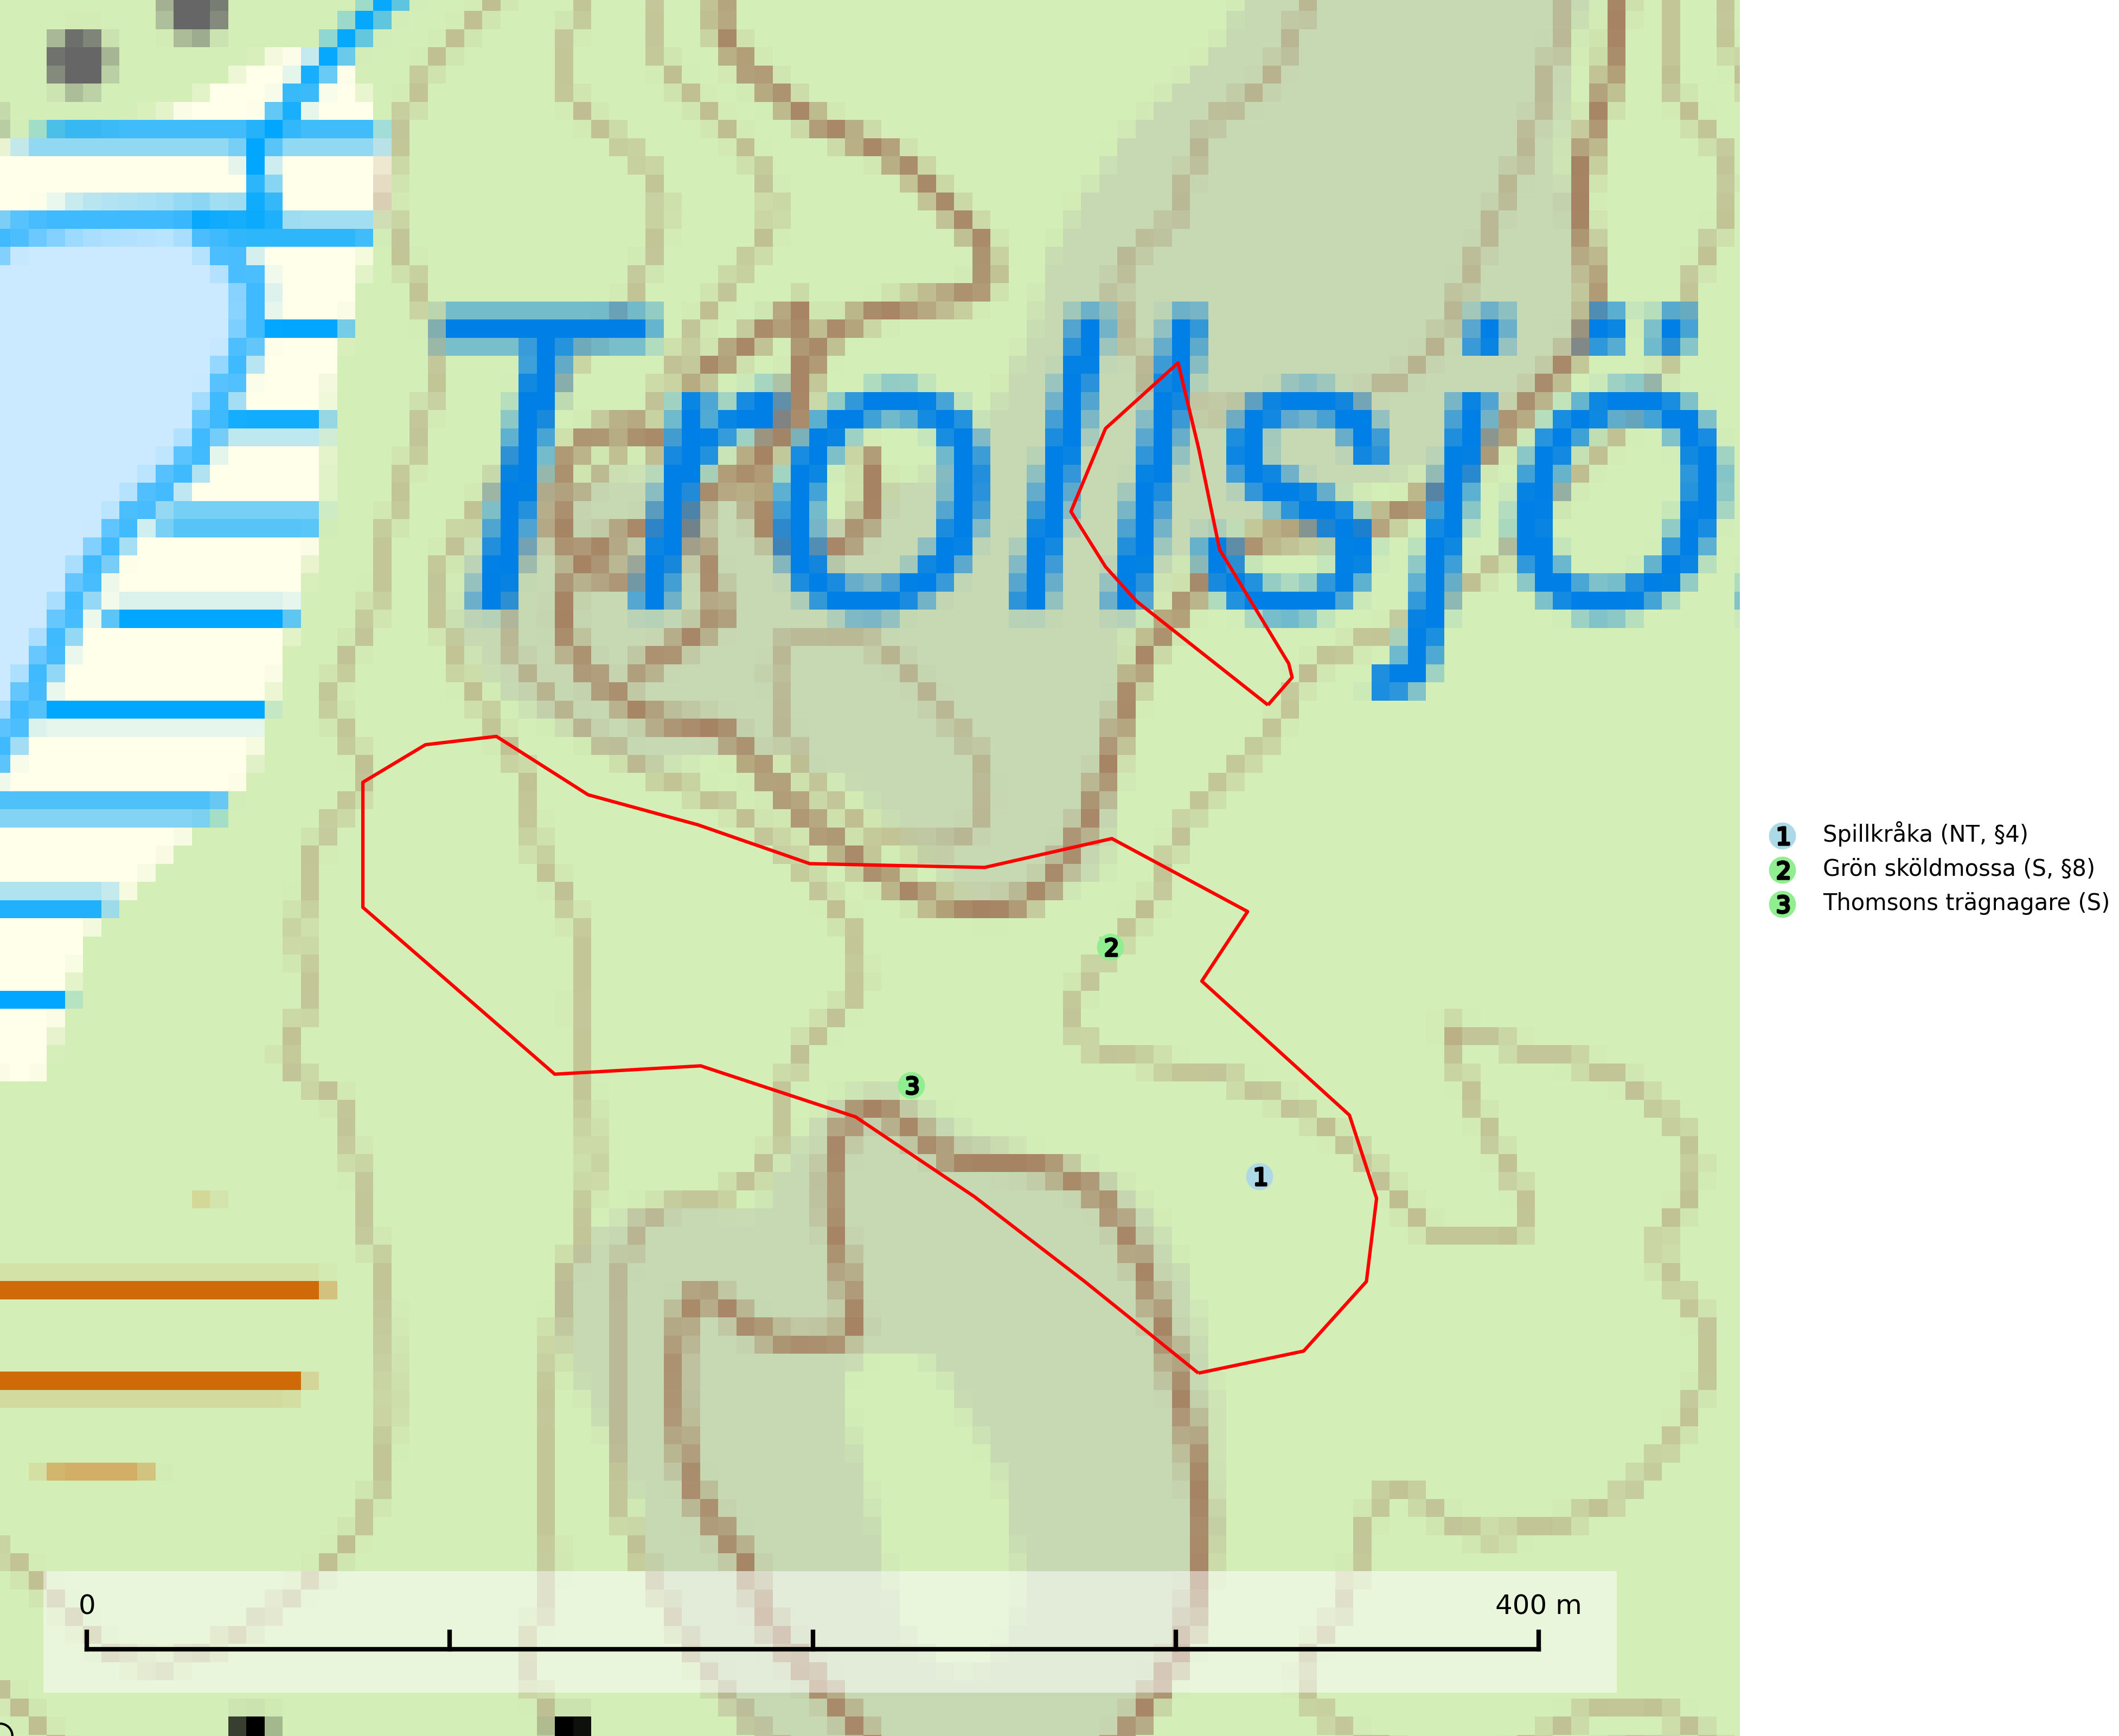 Trollsjö
2
3
1
0 400 m
1 Spillkråka (NT, §4)
2 Grön sköldmossa (S, §8)
3 Thomsons trägnagare (S)